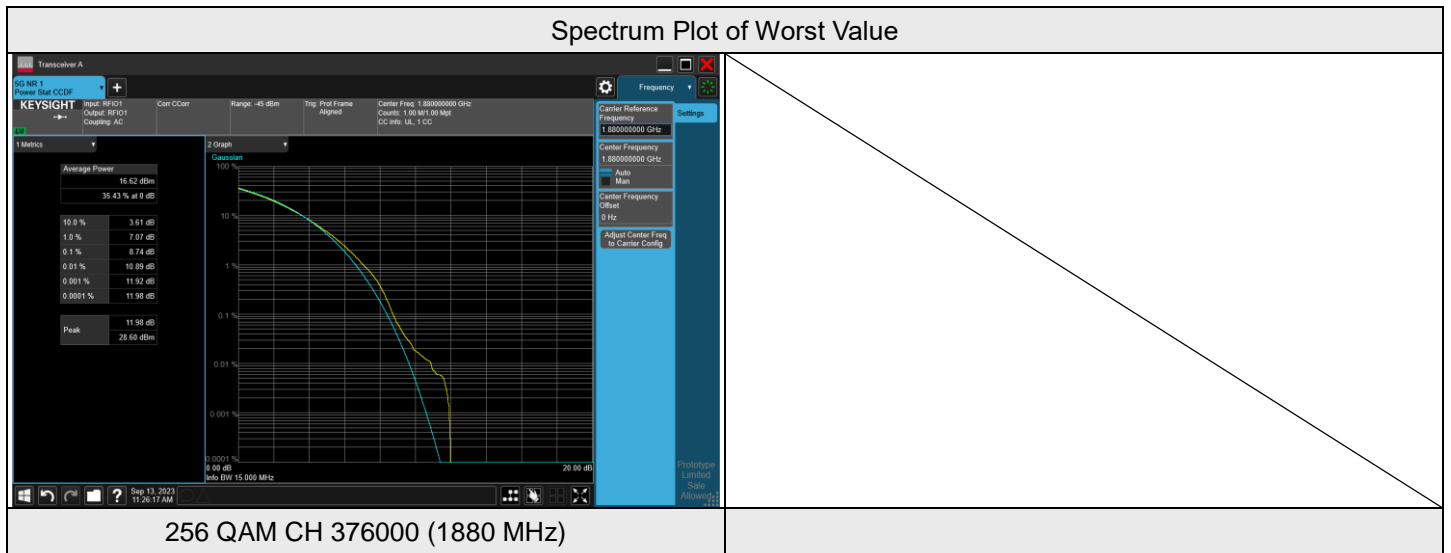 Spectrum Plot of Worst Value
Transceiver A
5G NR 1
Power Stat CCDF
Frequency
KEYSIGHT
Input: RFIO1
Output: RFIO1
Coupling: AC
Corr CCorr
Range: -45 dBm
Trig: Prot Frame
Aligned
Center Freq: 1.880000000 GHz
Counts: 1.00 M/1.00 Mpt
CC Info: UL, 1 CC
1 Metrics
Average Power
16.62 dBm
35.43 % at 0 dB
10.0 % 3.61 dB
1.0 % 7.07 dB
0.1 % 8.74 dB
0.01 % 10.89 dB
0.001 % 11.92 dB
0.0001 % 11.98 dB
Peak
11.98 dB
28.60 dBm
2 Graph
Gaussian
100 %
10 %
1 %
0.1 %
0.01 %
0.001 %
0.0001 %
0.00 dB 20.00 dB
Info BW 15.000 MHz
Carrier Reference
Frequency
1.880000000 GHz
Settings
Center Frequency
1.880000000 GHz
Auto
Man
Center Frequency
Offset
0 Hz
Adjust Center Freq
to Carrier Config
Prototype
Limited
Sale
Allowed
?
Sep 13, 2023
11:26:17 AM
256 QAM CH 376000 (1880 MHz)